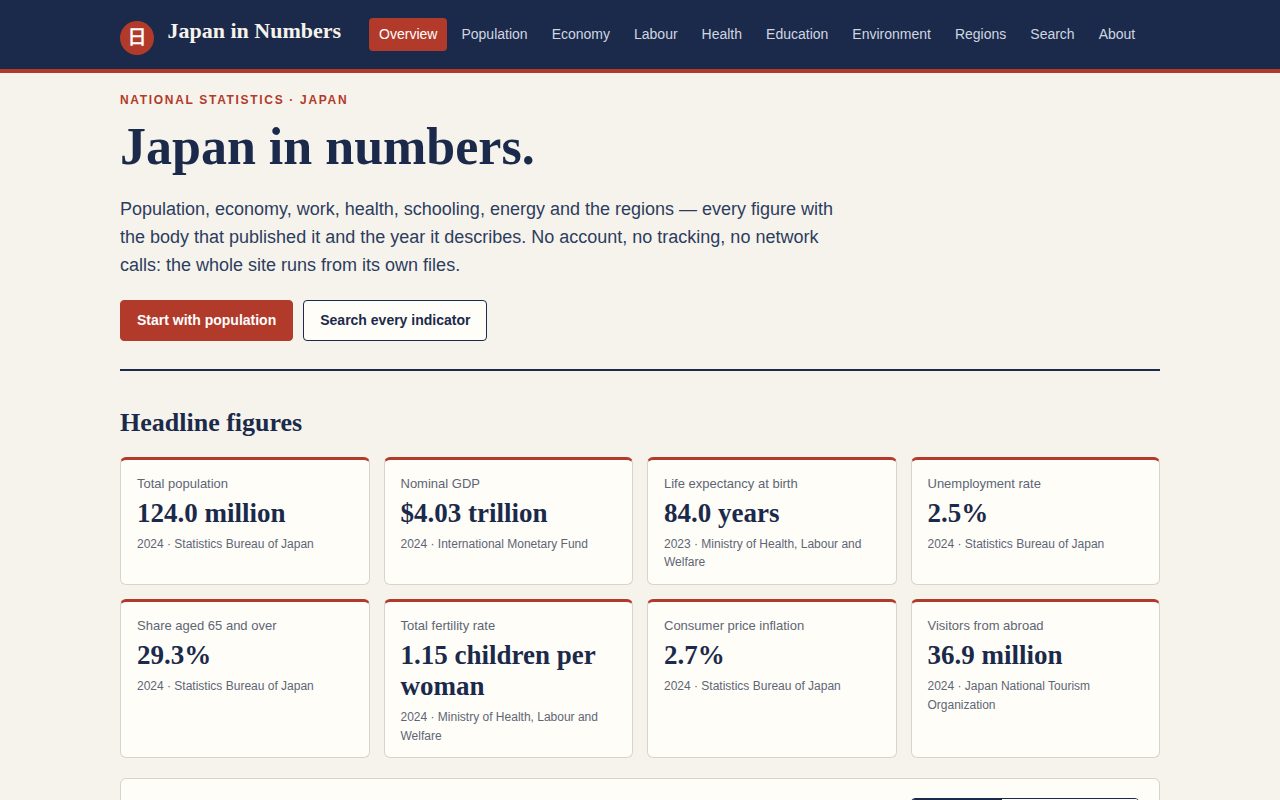 日 Japan in Numbers Overview Population Economy Labour Health Education Environment Regions Search About
NATIONAL STATISTICS · JAPAN
Japan in numbers.
Population, economy, work, health, schooling, energy and the regions — every figure with
the body that published it and the year it describes. No account, no tracking, no network
calls: the whole site runs from its own files.
Start with population Search every indicator
Headline figures
Total population
124.0 million
2024 · Statistics Bureau of Japan
Nominal GDP
$4.03 trillion
2024 · International Monetary Fund
Life expectancy at birth
84.0 years
2023 · Ministry of Health, Labour and
Welfare
Unemployment rate
2.5%
2024 · Statistics Bureau of Japan
Share aged 65 and over
29.3%
2024 · Statistics Bureau of Japan
Total fertility rate
1.15 children per
woman
2024 · Ministry of Health, Labour and
Welfare
Consumer price inflation
2.7%
2024 · Statistics Bureau of Japan
Visitors from abroad
36.9 million
2024 · Japan National Tourism
Organization